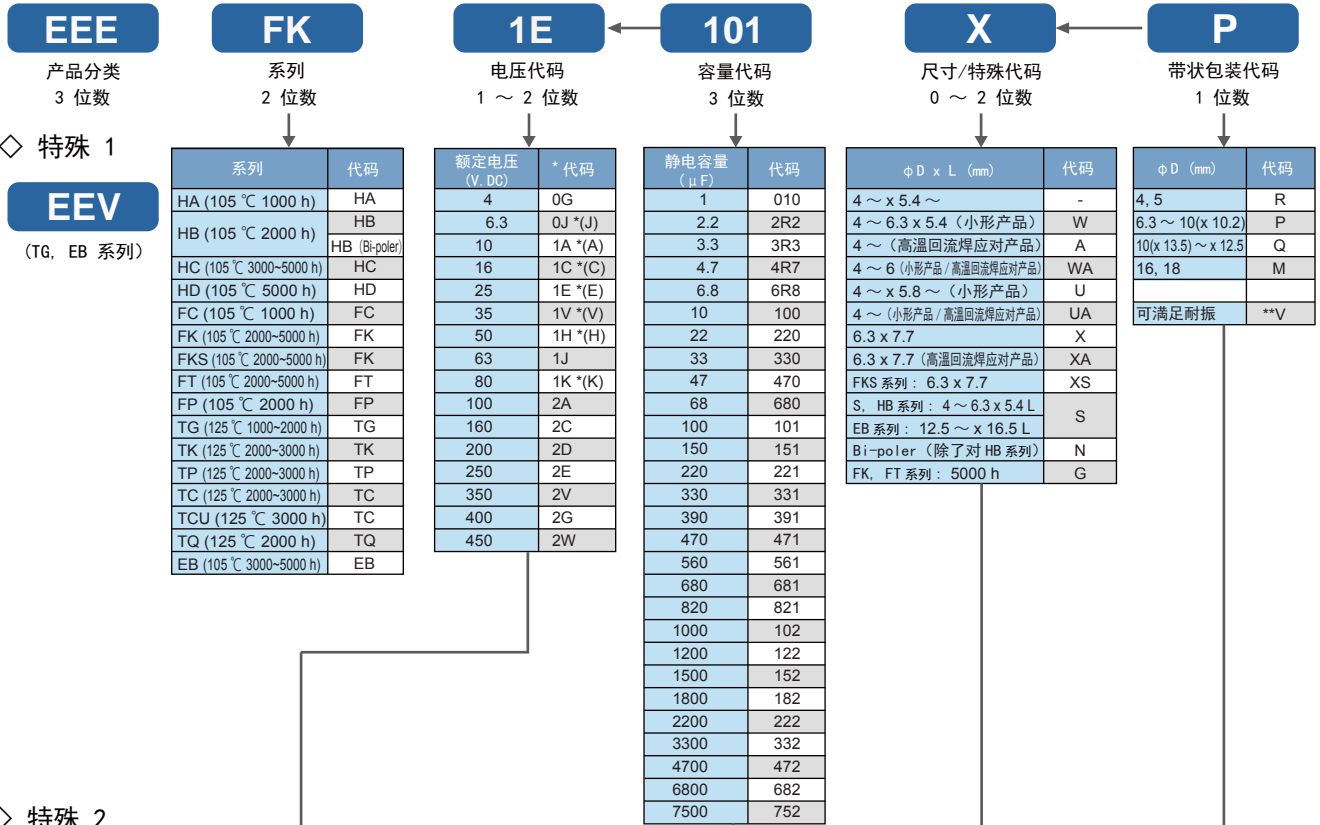 EEE FK 1E 101 X P
产品分类 系列 电压代码 容量代码 尺寸/特殊代码 带状包装代码
3 位数 2 位数 1 ～ 2 位数 3 位数 0 ～ 2 位数 1 位数
◇ 特殊 1
EEV
(TG, EB 系列)
系列 代码
HA (105 ℃ 1000 h) HA
HB (105 ℃ 2000 h) HB
HB (Bi-poler)
HC (105 ℃ 3000~5000 h) HC
HD (105 ℃ 5000 h) HD
FC (105 ℃ 1000 h) FC
FK (105 ℃ 2000~5000 h) FK
FKS (105 ℃ 2000~5000 h) FK
FT (105 ℃ 2000~5000 h) FT
FP (105 ℃ 2000 h) FP
TG (125 ℃ 1000~2000 h) TG
TK (125 ℃ 2000~3000 h) TK
TP (125 ℃ 2000~3000 h) TP
TC (125 ℃ 2000~3000 h) TC
TCU (125 ℃ 3000 h) TC
TQ (125 ℃ 2000 h) TQ
EB (105 ℃ 3000~5000 h) EB
额定电压
(V.DC) * 代码
4 0G
6.3 0J *(J)
10 1A *(A)
16 1C *(C)
25 1E *(E)
35 1V *(V)
50 1H *(H)
63 1J
80 1K *(K)
100 2A
160 2C
200 2D
250 2E
350 2V
400 2G
450 2W
静电容量
(μF) 代码
1 010
2.2 2R2
3.3 3R3
4.7 4R7
6.8 6R8
10 100
22 220
33 330
47 470
68 680
100 101
150 151
220 221
330 331
390 391
470 471
560 561
680 681
820 821
1000 102
1200 122
1500 152
1800 182
2200 222
3300 332
4700 472
6800 682
7500 752
φD x L (mm) 代码
4 ～ x 5.4 ～ -
4 ～ 6.3 x 5.4 (小形产品) W
4 ～ (高溫回流焊应对产品) A
4 ～ 6 (小形产品 / 高溫回流焊应对产品) WA
4 ～ x 5.8 ～ (小形产品) U
4 ～ (小形产品 / 高溫回流焊应对产品) UA
6.3 x 7.7 X
6.3 x 7.7 (高溫回流焊应对产品) XA
FKS 系列 : 6.3 x 7.7 XS
S, HB 系列 : 4 ～ 6.3 x 5.4 L S
EB 系列 : 12.5 ～ x 16.5 L
Bi-poler (除了对 HB 系列) N
FK, FT 系列 : 5000 h G
φD (mm) 代码
4, 5 R
6.3 ～ 10(x 10.2) P
10(x 13.5) ～ x 12.5 Q
16, 18 M
可满足耐振 **V
◇ 特殊 2